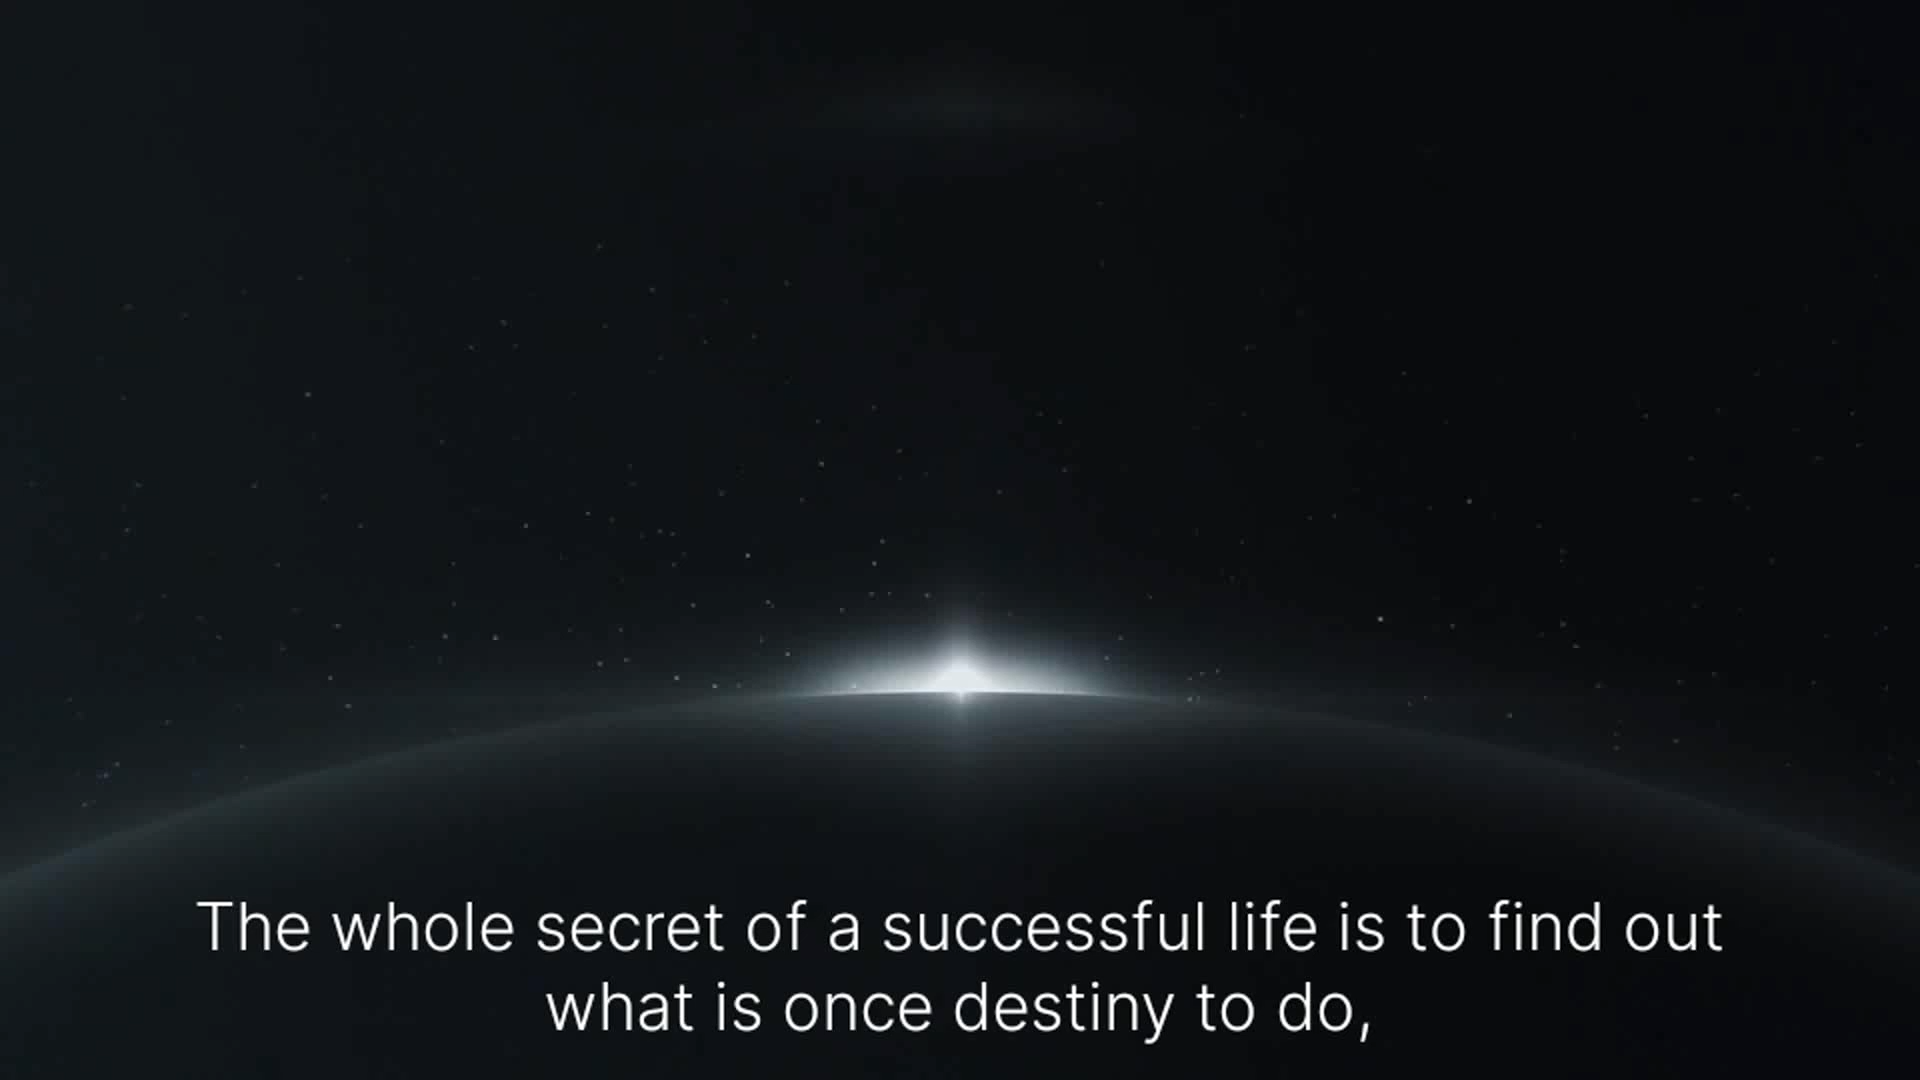 The whole secret of a successful life is to find out
what is once destiny to do,